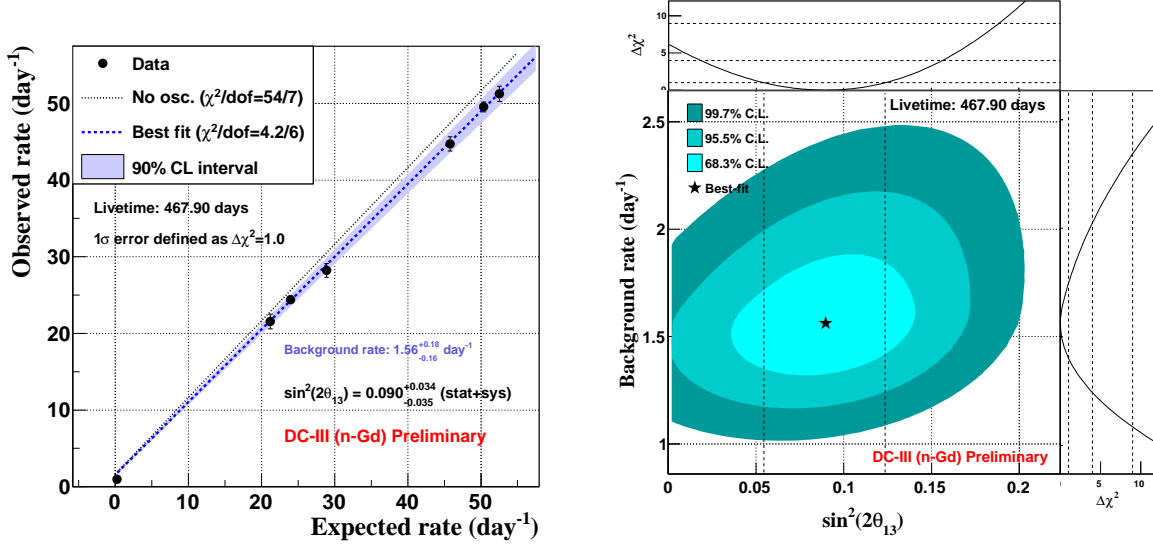 Observed rate (day⁻¹)
Data
No osc. (χ²/dof=54/7)
Best fit (χ²/dof=4.2/6)
90% CL interval
Livetime: 467.90 days
1σ error defined as Δχ²=1.0
Background rate: 1.56 +0.18 -0.16 day⁻¹
sin²(2θ₁₃) = 0.090 +0.034 -0.035 (stat+sys)
DC-III (n-Gd) Preliminary
50
40
30
20
10
0
0 10 20 30 40 50
Expected rate (day⁻¹)
Δχ²
10
5
0
Background rate (day⁻¹)
99.7% C.L.
95.5% C.L.
68.3% C.L.
Best-fit
Livetime: 467.90 days
2.5
2
1.5
1
DC-III (n-Gd) Preliminary
0 0.05 0.1 0.15 0.2
sin²(2θ₁₃)
5 10
Δχ²